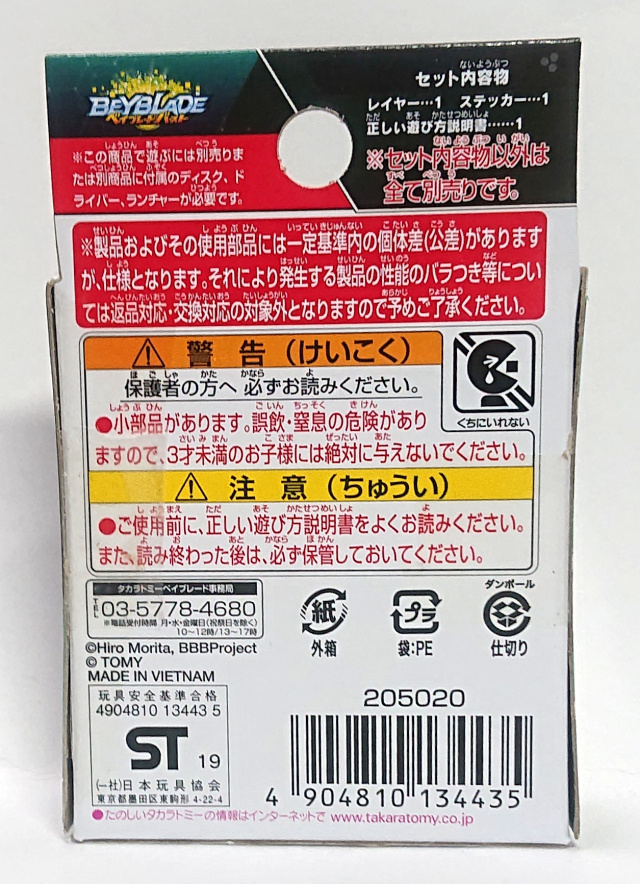 BEYBLADE
ベイブレードバースト
セット内容物
レイヤー…1 ステッカー…1
正しい遊び方説明書……1
※セット内容物以外は
全て別売りです。
※この商品で遊ぶには別売りま
たは別商品に付属のディスク、ド
ライバー、ランチャーが必要です。
※製品およびその使用部品には一定基準内の個体差(公差)があります
が、仕様となります。それにより発生する製品の性能のバラつき等につい
ては返品対応・交換対応の対象外となりますので予めご了承ください。
警告(けいこく)
保護者の方へ 必ずお読みください。
●小部品があります。誤飲・窒息の危険があり
ますので、3才未満のお子様には絶対に与えないでください。
くちにいれない
注意(ちゅうい)
●ご使用前に、正しい遊び方説明書をよくお読みください。
また、読み終わった後は、必ず保管しておいてください。
タカラトミーベイブレード事務局
TEL 03-5778-4680
※電話受付時間 月・水・金曜日(祝祭日を除く)
10〜12時/13〜17時
紙
外箱
プラ
袋:PE
ダンボール
仕切り
©Hiro Morita, BBBProject
© TOMY
MADE IN VIETNAM
玩具安全基準合格
4904810 13443 5
ST 19
(一社)日本玩具協会
東京都墨田区東駒形 4-22-4
205020
4 904810 134435
●たのしいタカラトミーの情報はインターネットで www.takaratomy.co.jp